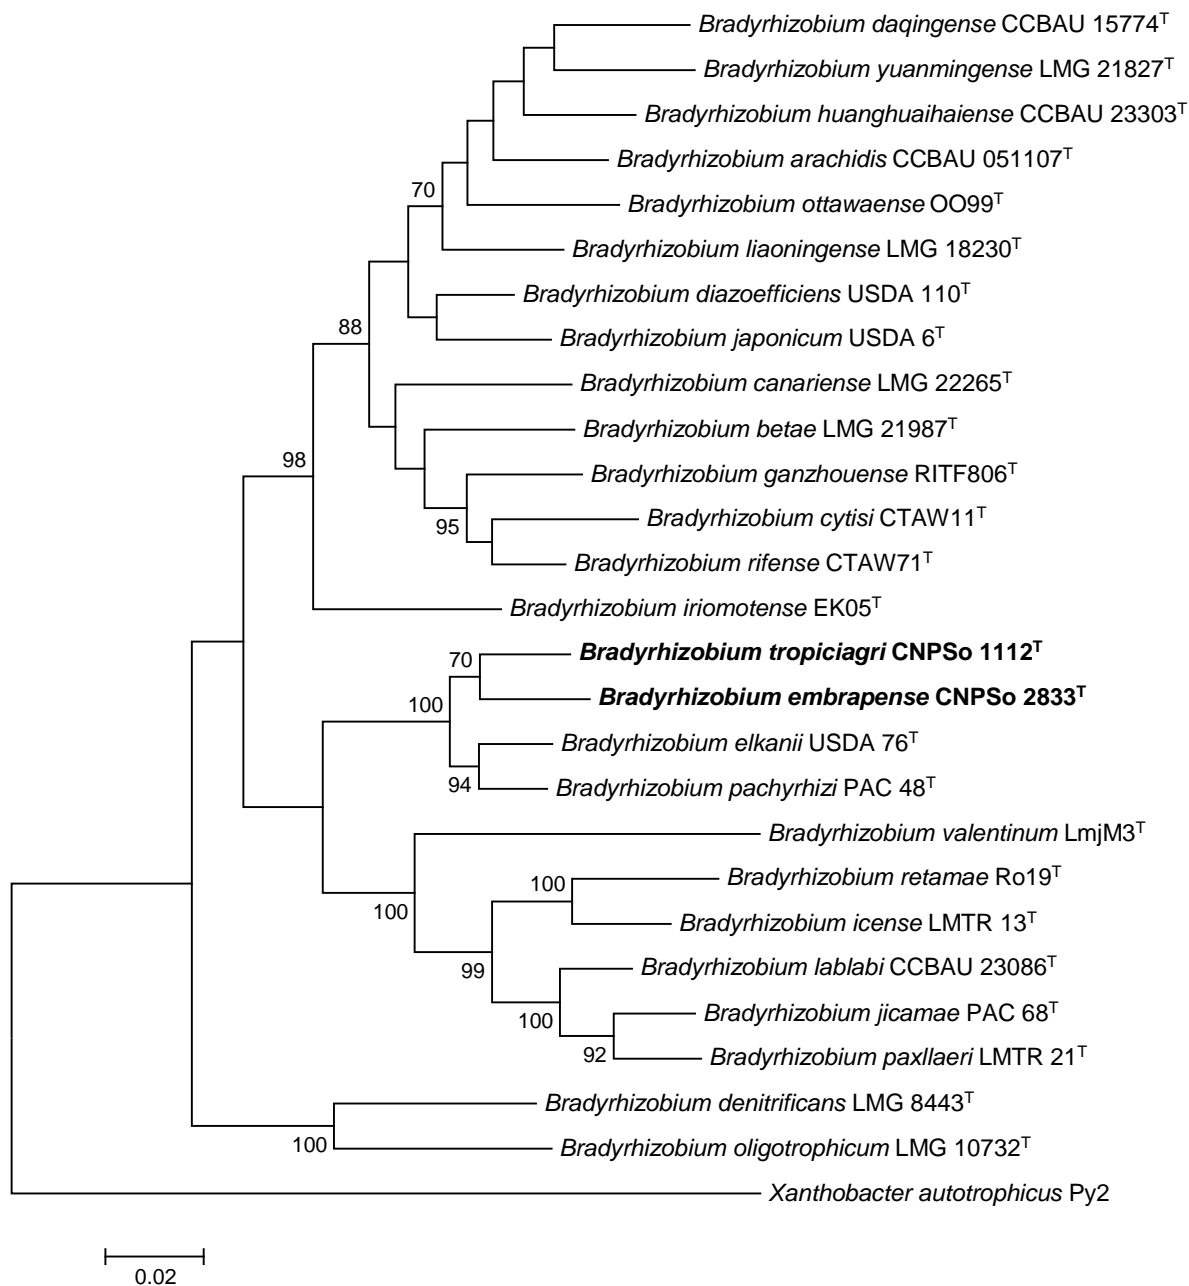 Bradyrhizobium daqingense CCBAU 15774T
Bradyrhizobium yuanmingense LMG 21827T
Bradyrhizobium huanghuaihaiense CCBAU 23303T
Bradyrhizobium arachidis CCBAU 051107T
70
Bradyrhizobium ottawaense OO99T
Bradyrhizobium liaoningense LMG 18230T
Bradyrhizobium diazoefficiens USDA 110T
88
Bradyrhizobium japonicum USDA 6T
Bradyrhizobium canariense LMG 22265T
Bradyrhizobium betae LMG 21987T
98
Bradyrhizobium ganzhouense RITF806T
95
Bradyrhizobium cytisi CTAW11T
Bradyrhizobium rifense CTAW71T
Bradyrhizobium iriomotense EK05T
70
Bradyrhizobium tropiciagri CNPSo 1112T
100
Bradyrhizobium embrapense CNPSo 2833T
Bradyrhizobium elkanii USDA 76T
94
Bradyrhizobium pachyrhizi PAC 48T
Bradyrhizobium valentinum LmjM3T
100
Bradyrhizobium retamae Ro19T
100
Bradyrhizobium icense LMTR 13T
99
Bradyrhizobium lablabi CCBAU 23086T
100
Bradyrhizobium jicamae PAC 68T
92
Bradyrhizobium paxllaeri LMTR 21T
Bradyrhizobium denitrificans LMG 8443T
100
Bradyrhizobium oligotrophicum LMG 10732T
Xanthobacter autotrophicus Py2
0.02